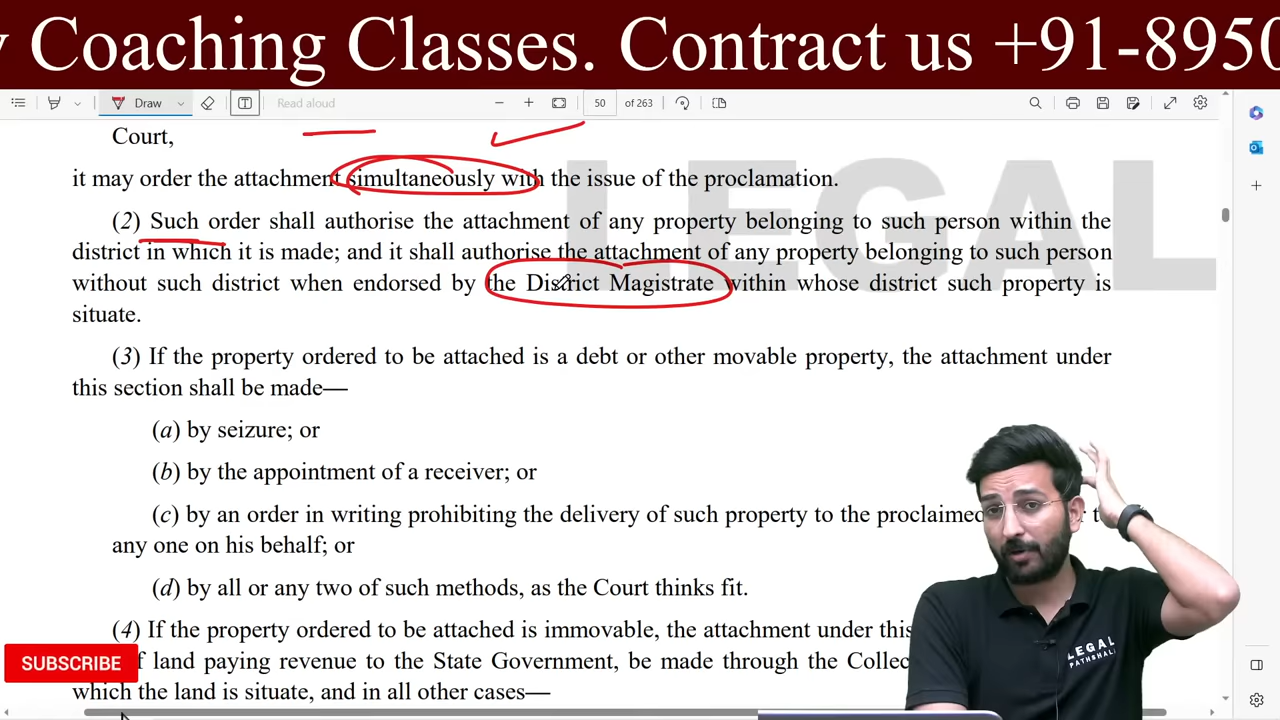 Coaching Classes. Contract us +91-8950
Draw
Read aloud
50 of 263
Court,
it may order the attachment simultaneously with the issue of the proclamation.
(2) Such order shall authorise the attachment of any property belonging to such person within the
district in which it is made; and it shall authorise the attachment of any property belonging to such person
without such district when endorsed by the District Magistrate within whose district such property is
situate.
(3) If the property ordered to be attached is a debt or other movable property, the attachment under
this section shall be made—
(a) by seizure; or
(b) by the appointment of a receiver; or
(c) by an order in writing prohibiting the delivery of such property to the proclaimed
any one on his behalf; or
(d) by all or any two of such methods, as the Court thinks fit.
(4) If the property ordered to be attached is immovable, the attachment under this
of land paying revenue to the State Government, be made through the
which the land is situate, and in all other cases—
LEGAL
SUBSCRIBE
LEGAL
PATHSHALA